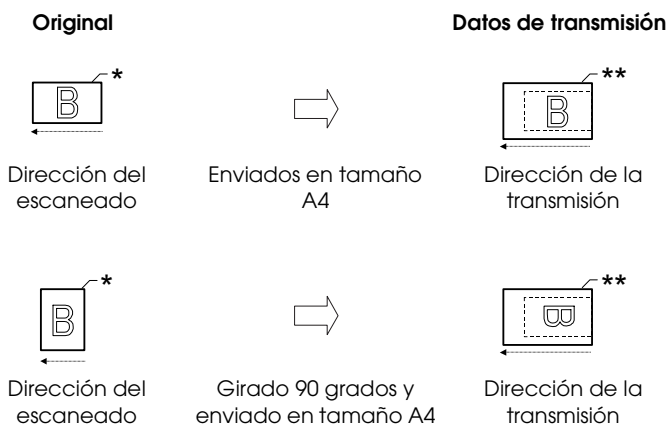 Original
Datos de transmisión
*
**
B
B
Dirección del
escaneado
Enviados en tamaño
A4
Dirección de la
transmisión
*
**
B
B
Dirección del
escaneado
Girado 90 grados y
enviado en tamaño A4
Dirección de la
transmisión